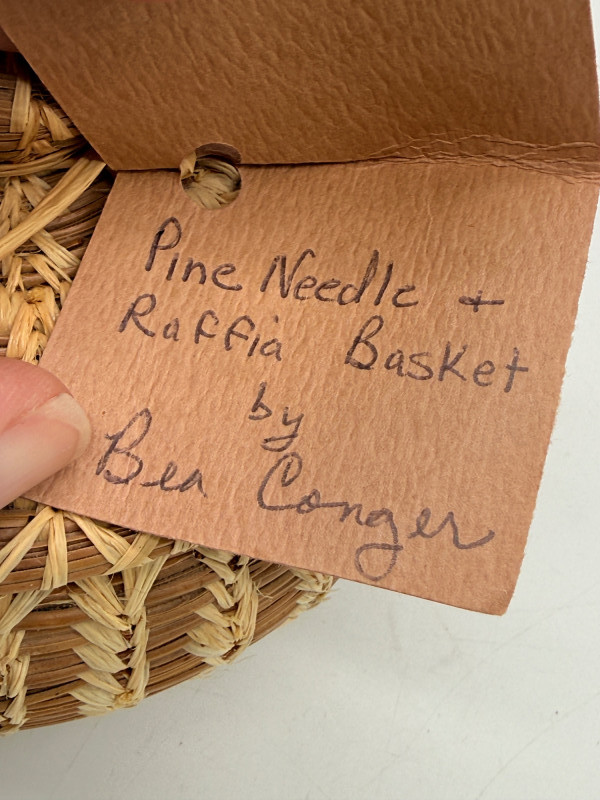 Pine Needle +
Raffia Basket
by
Bea Conger